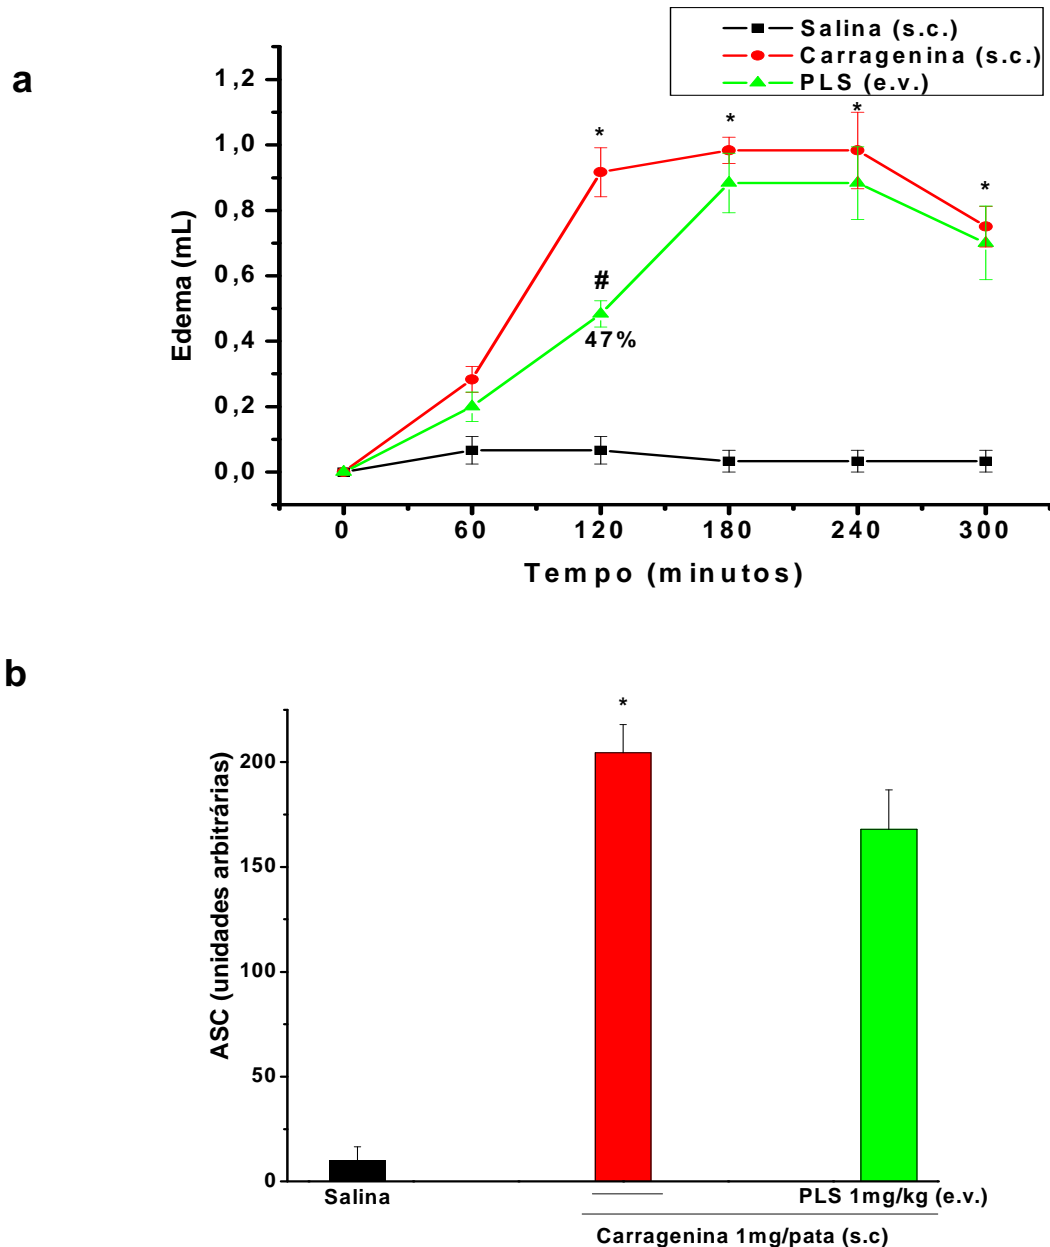 a
Salina (s.c.)
Carragenina (s.c.)
PLS (e.v.)
1,2
1,0
0,8
0,6
0,4
0,2
0,0
Edema (mL)
* * * *
#
47%
0 60 120 180 240 300
Tempo (minutos)
b
ASC (unidades arbitrárias)
200
150
100
50
0
*
Salina PLS 1mg/kg (e.v.)
Carragenina 1mg/pata (s.c)